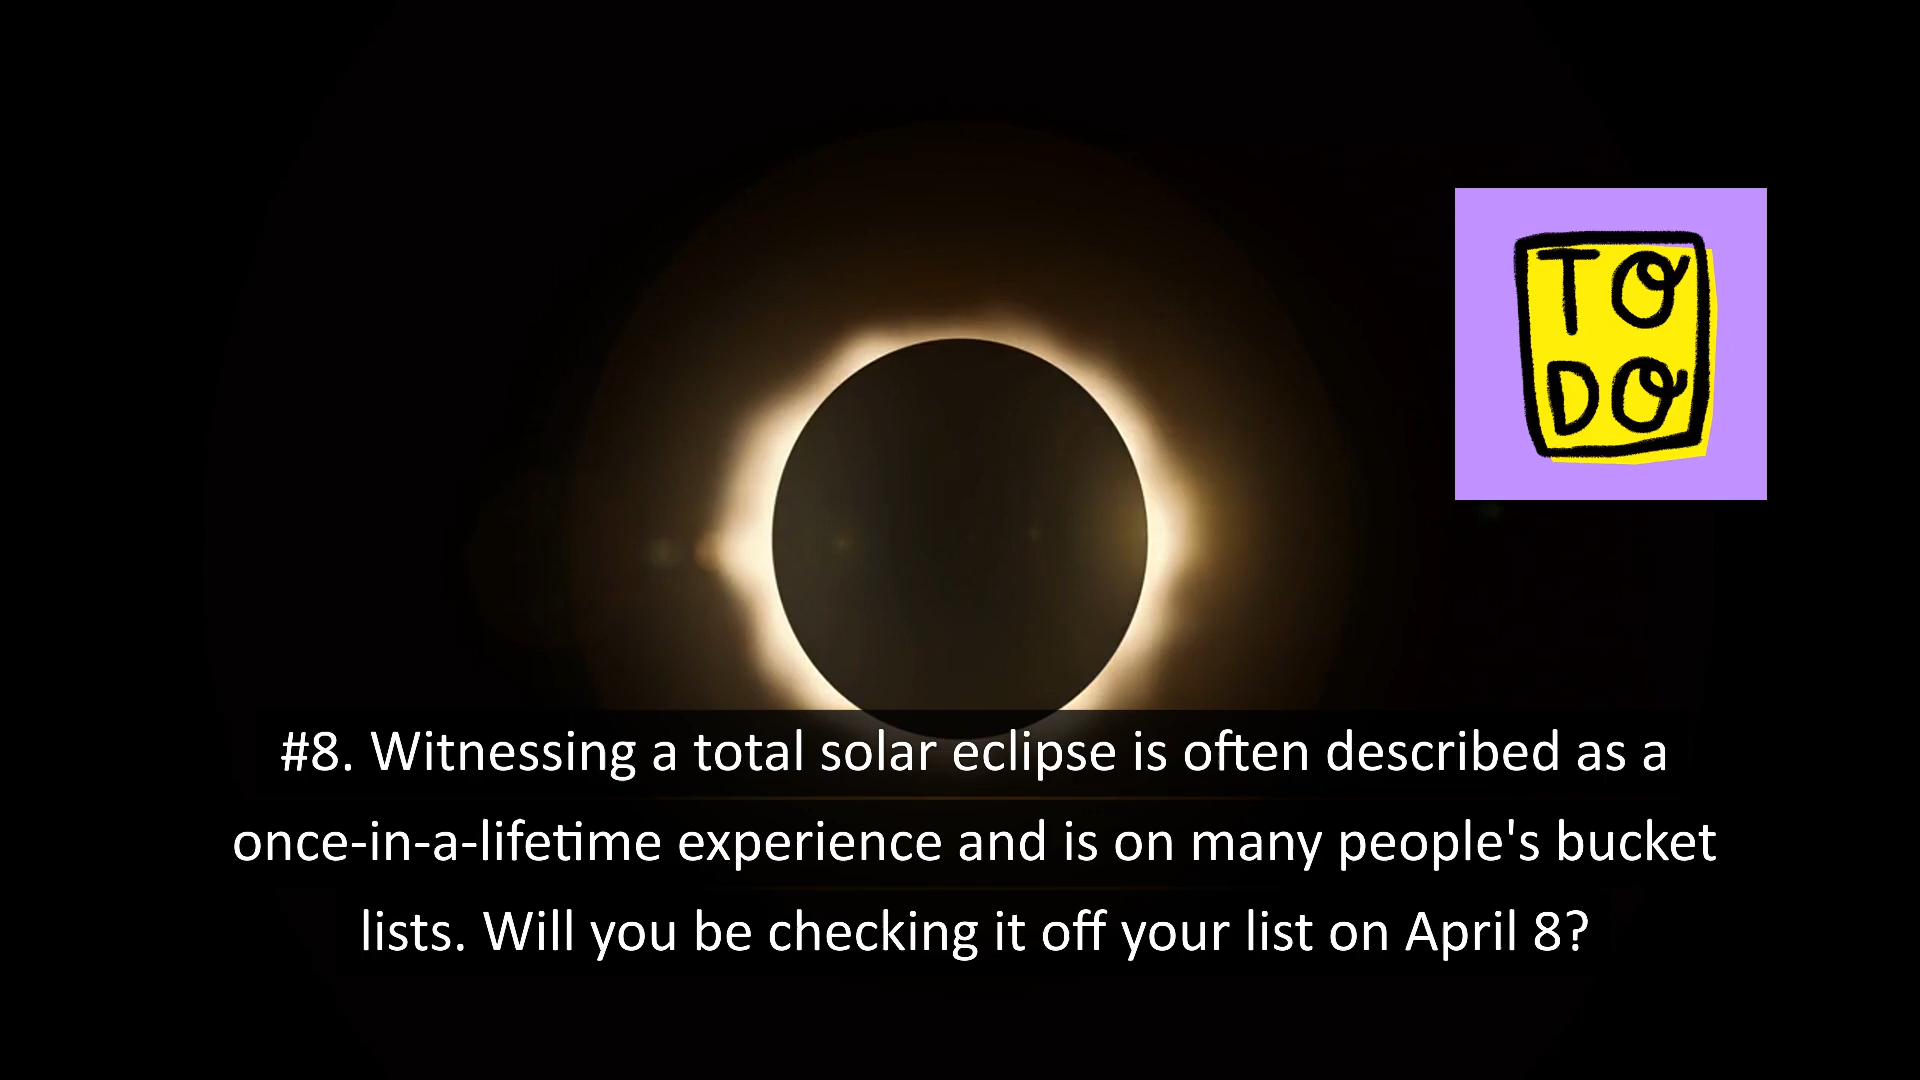 TO
DO
#8. Witnessing a total solar eclipse is often described as a
once-in-a-lifetime experience and is on many people's bucket
lists. Will you be checking it off your list on April 8?